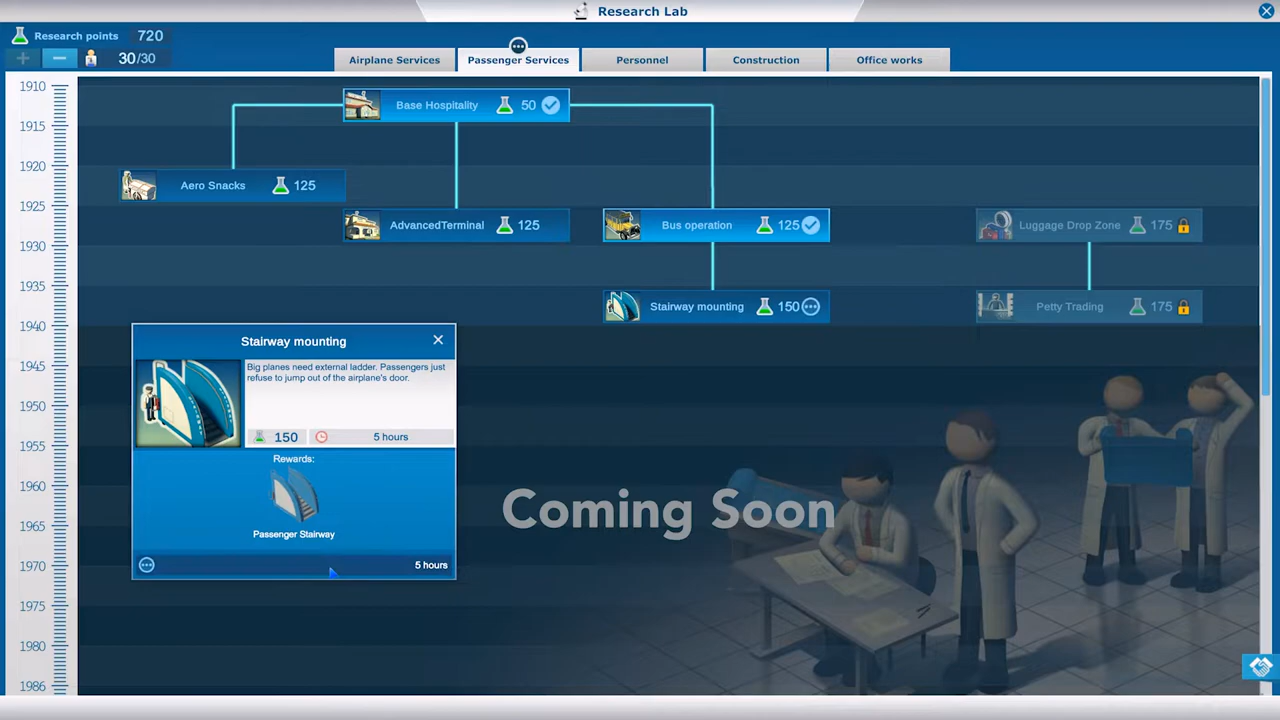 Research Lab
Research points 720
30/30
Airplane Services
Passenger Services
Personnel
Construction
Office works
1910
1915
1920
1925
1930
1935
1940
1945
1950
1955
1960
1965
1970
1975
1980
1986
Base Hospitality 50
Aero Snacks 125
AdvancedTerminal 125
Bus operation 125
Luggage Drop Zone 175
Stairway mounting 150
Petty Trading 175
Stairway mounting
Big planes need external ladder. Passengers just
refuse to jump out of the airplane's door.
150 5 hours
Rewards:
Passenger Stairway
5 hours
Coming Soon